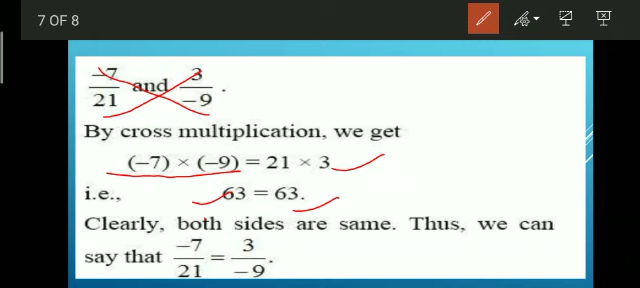 7 OF 8
-7/21 and 3/-9 .
By cross multiplication, we get
(–7) × (–9) = 21 × 3
i.e., 63 = 63.
Clearly, both sides are same. Thus, we can
say that -7/21 = 3/-9.